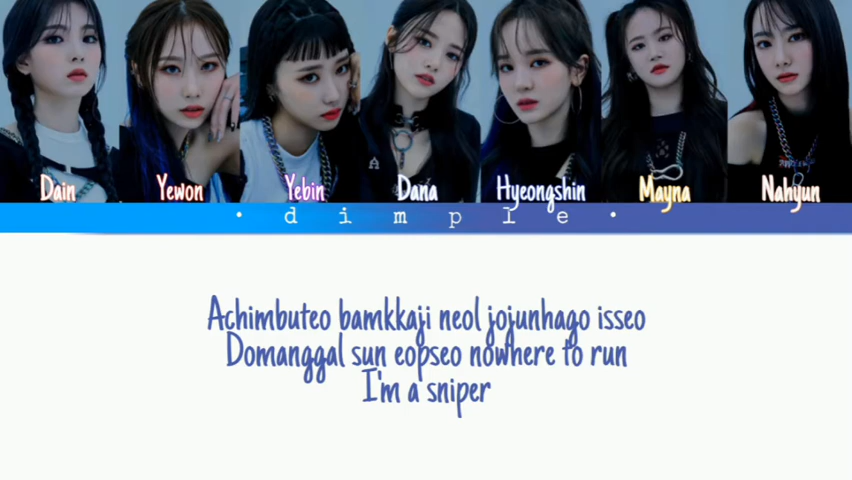 Dain Yewon Yebin Dana Hyeongshin Mayna Nahyun
• dimple •
Achimbuteo bamkkaji neol jojunhago isseo
Domanggal sun eopseo nowhere to run
I'm a sniper